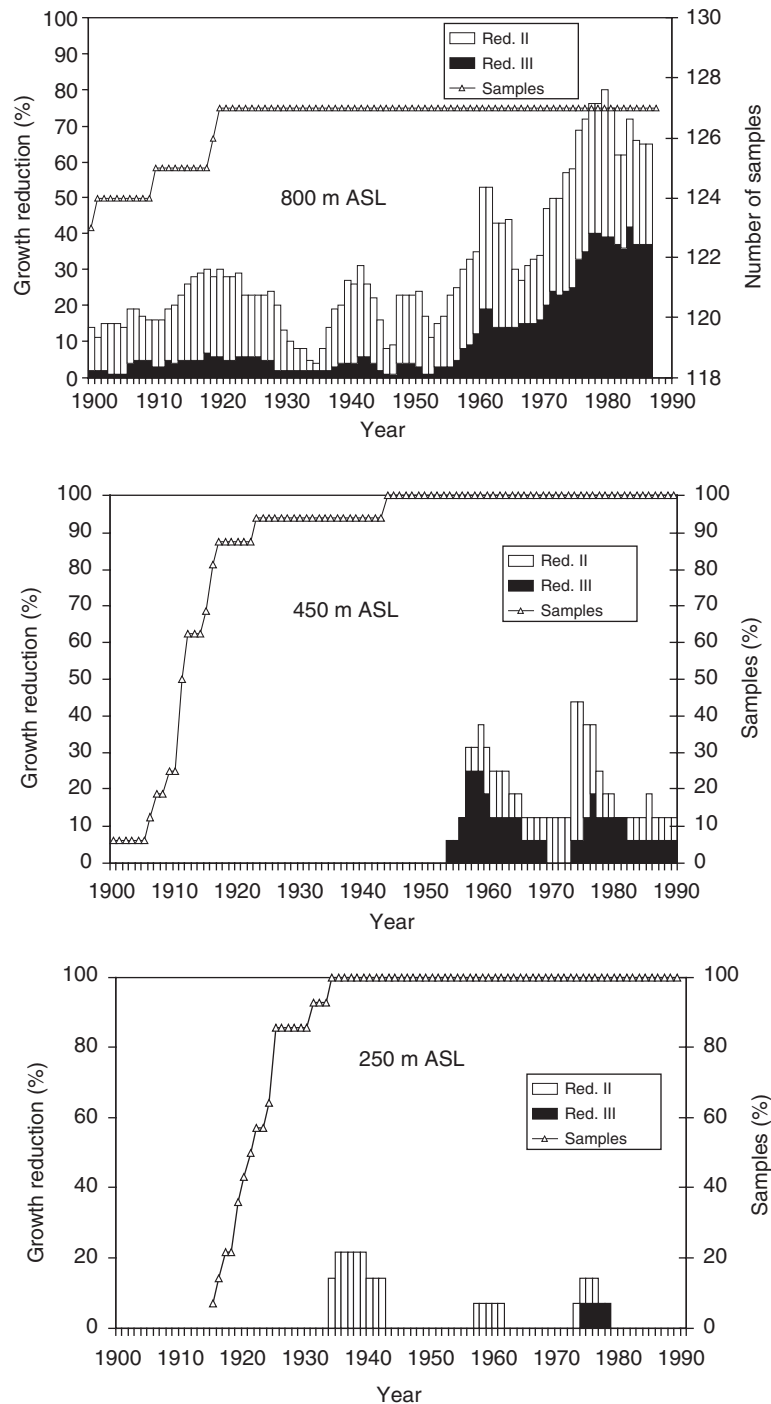 100
90
80
70
60
50
40
30
20
10
0
Growth reduction (%)
Red. II
Red. III
Samples
800 m ASL
130
128
126
124
122
120
118
Number of samples
1900 1910 1920 1930 1940 1950 1960 1970 1980 1990
Year
100
90
80
70
60
50
40
30
20
10
0
Growth reduction (%)
Red. II
Red. III
Samples
450 m ASL
100
90
80
70
60
50
40
30
20
10
0
Samples (%)
1900 1910 1920 1930 1940 1950 1960 1970 1980 1990
Year
100
80
60
40
20
0
Growth reduction (%)
250 m ASL
Red. II
Red. III
Samples
100
80
60
40
20
0
Samples (%)
1900 1910 1920 1930 1940 1950 1960 1970 1980 1990
Year